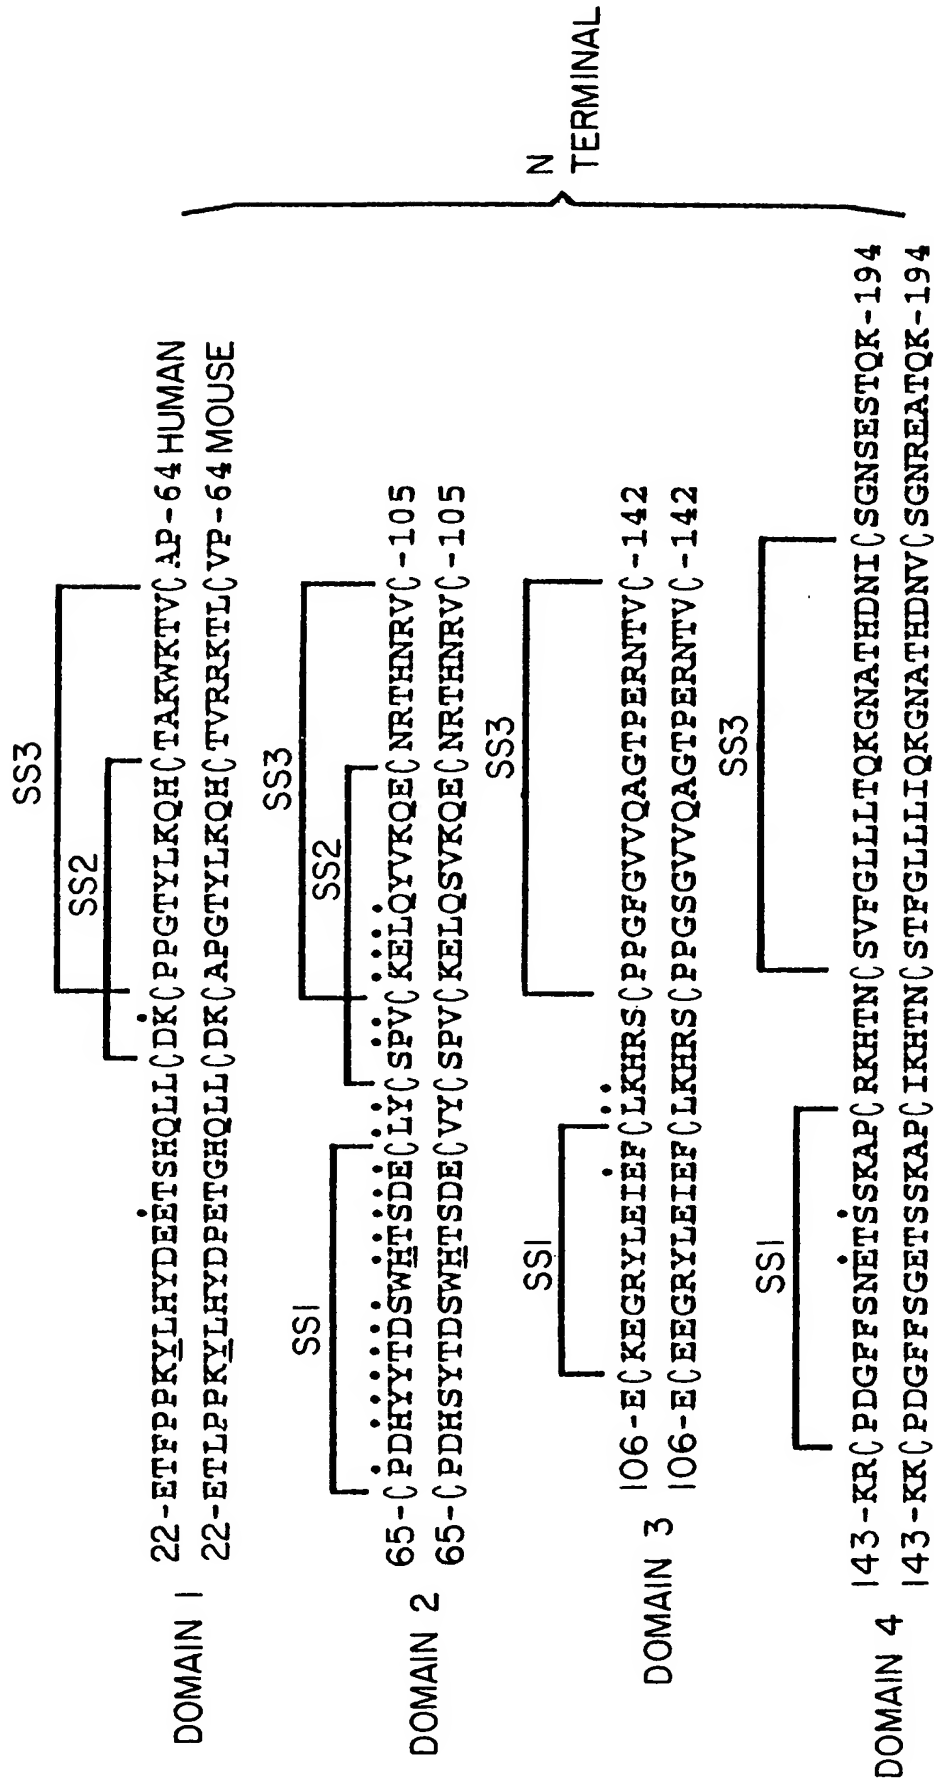 SS3
SS2
DOMAIN 1
22-ETFPPKYLHYDEETSHQLLCDKCPPGTYLKQHCTAKWKTVCAP-64 HUMAN
22-ETLPPKYLHYDPETGHQLLCDKCAPGTYLKQHCTVRRKTLCVP-64 MOUSE
SS3
SS1
SS2
DOMAIN 2
65-CPDHYYTDSWHTSDECLYCSPVCKELQYVKQECNRTHNRVC-105
65-CPDHSYTDSWHTSDECVYCSPVCKELQSVKQECNRTHNRVC-105
SS1
SS3
DOMAIN 3
106-ECKEGRYLEIEFCLKHRSCPPGFGVVQAGTPERNTVC-142
106-ECEEGRYLEIEFCLKHRSCPPGSGVVQAGTPERNTVC-142
SS1
SS3
DOMAIN 4
143-KRCPDGFFSNETSSKAPCRKHTNCSVFGLLLTQKGNATHDNICSGNSESTQK-194
143-KKCPDGFFSGETSSKAPCIKHTNCSTFGLLLIQKGNATHDNVCSGNREATQK-194
N
TERMINAL